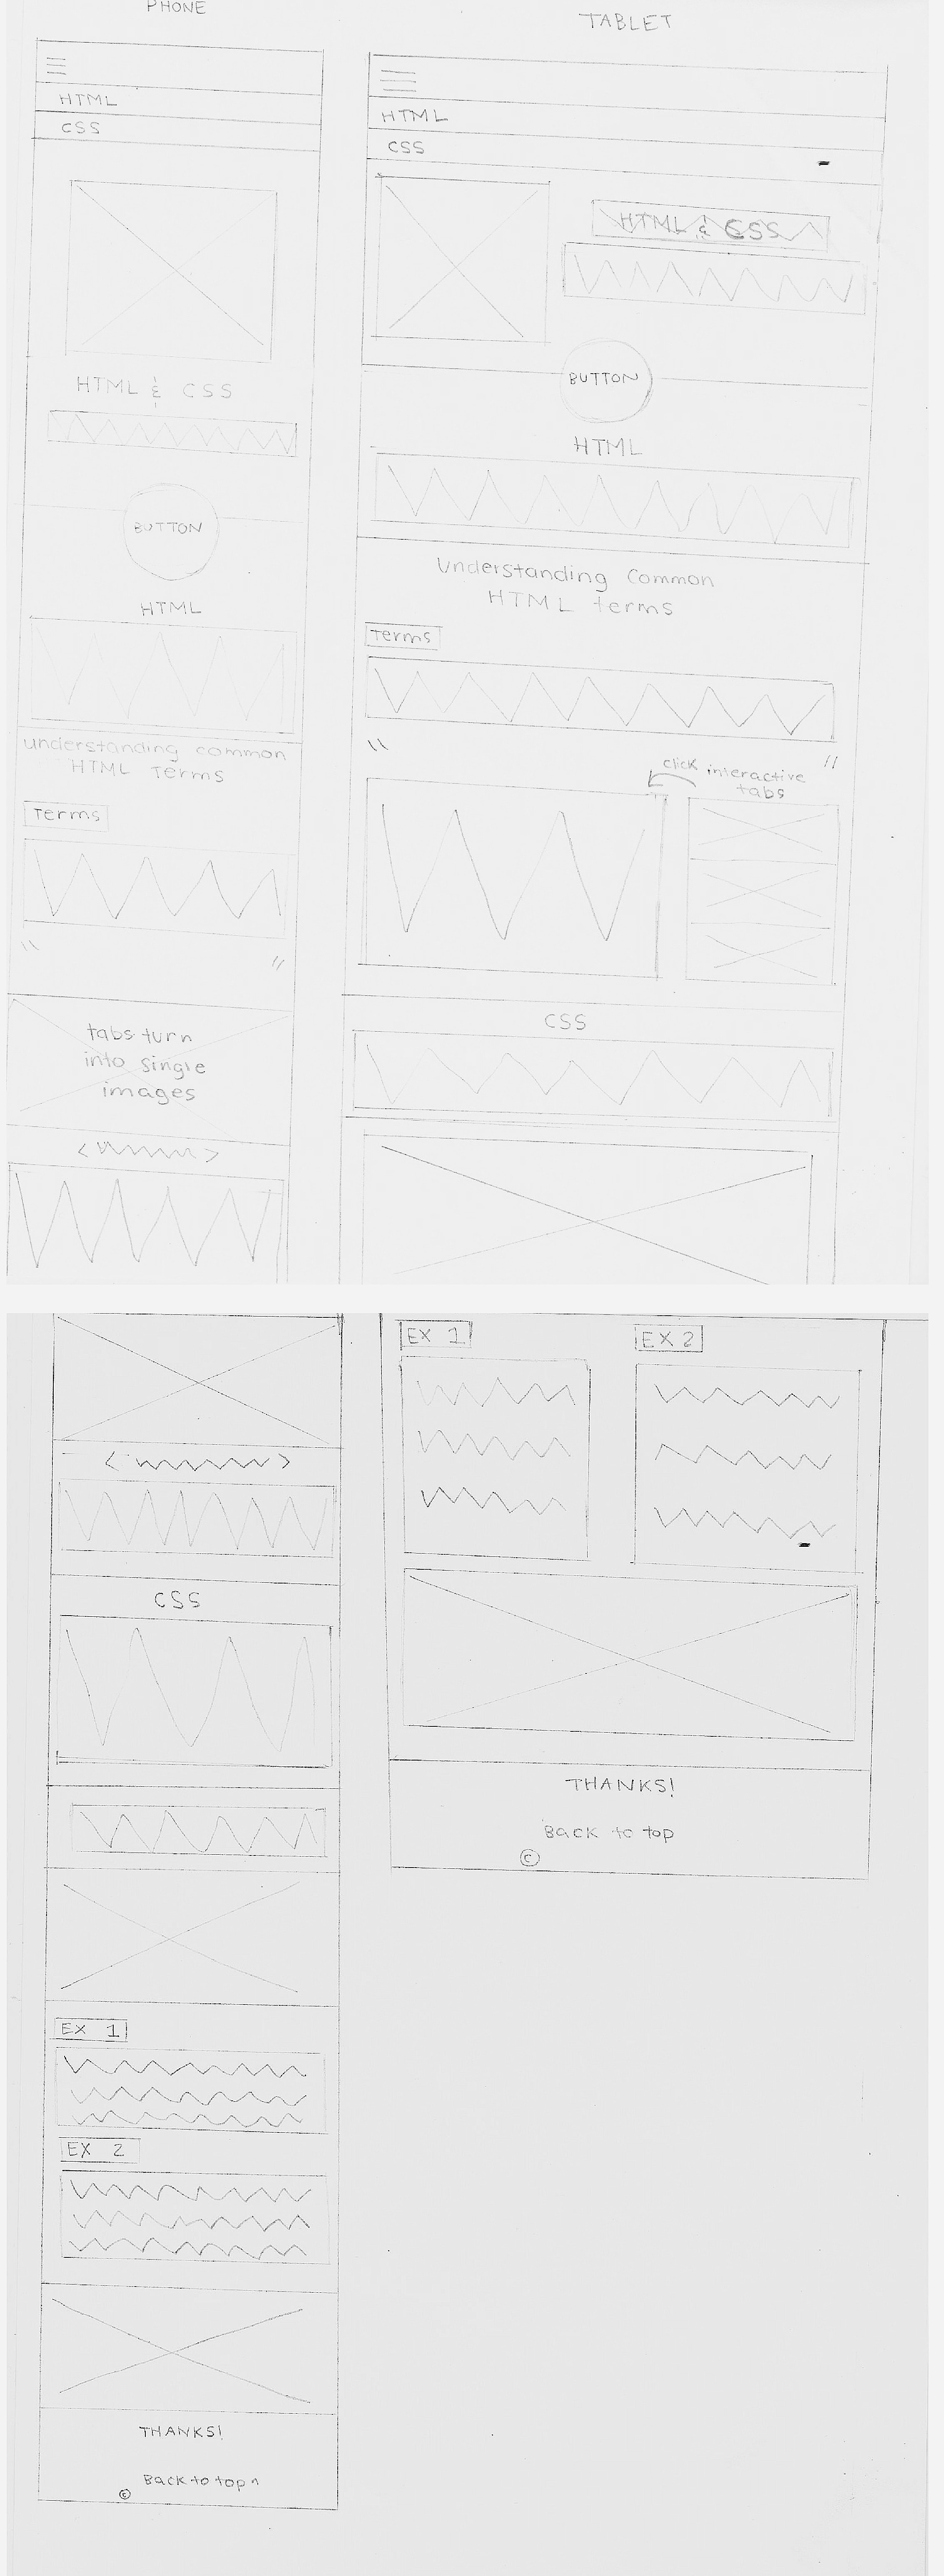 PHONE
HTML
CSS
HTML & CSS
BUTTON
HTML
understanding common
HTML Terms
Terms
" "
tabs turn
into single
images
< >
TABLET
HTML
CSS
HTML & CSS
BUTTON
HTML
Understanding Common
HTML terms
Terms
" "
click interactive
tabs
CSS
< >
CSS
EX 1
EX 2
THANKS!
Back to top ^
©
EX 1
EX 2
THANKS!
Back to top
©